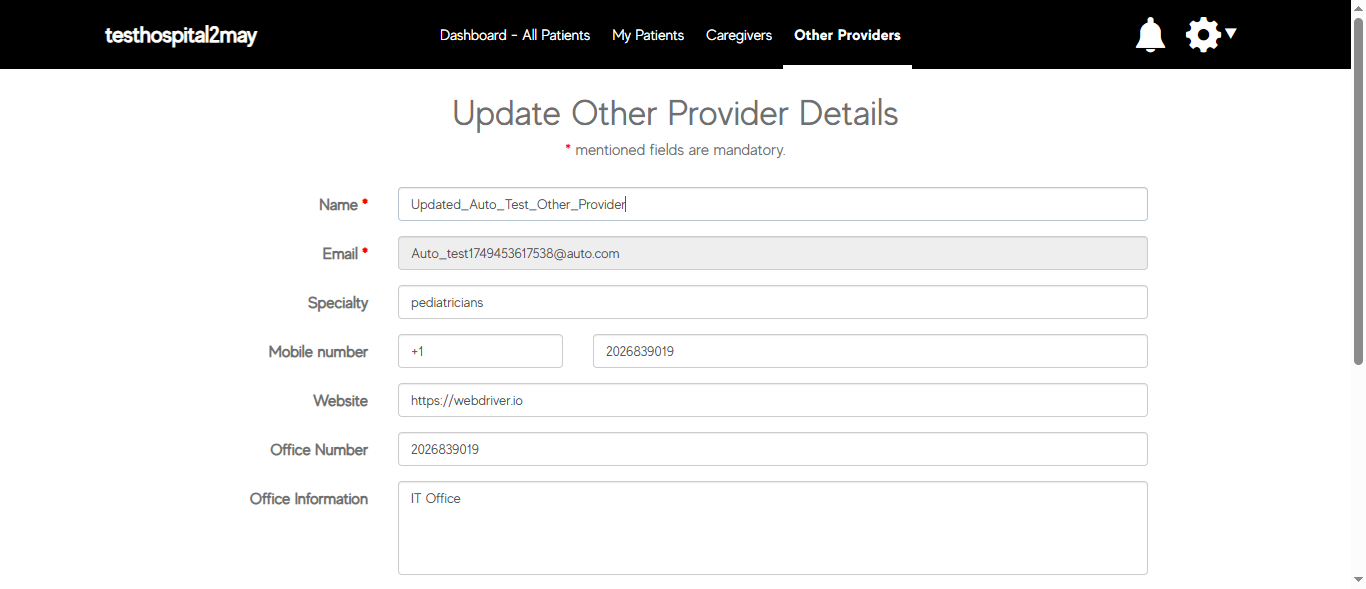 testhospital2may Dashboard - All Patients My Patients Caregivers Other Providers
Update Other Provider Details
* mentioned fields are mandatory.
Name * Updated_Auto_Test_Other_Provider
Email * Auto_test1749453617538@auto.com
Specialty pediatricians
Mobile number +1 2026839019
Website https://webdriver.io
Office Number 2026839019
Office Information IT Office